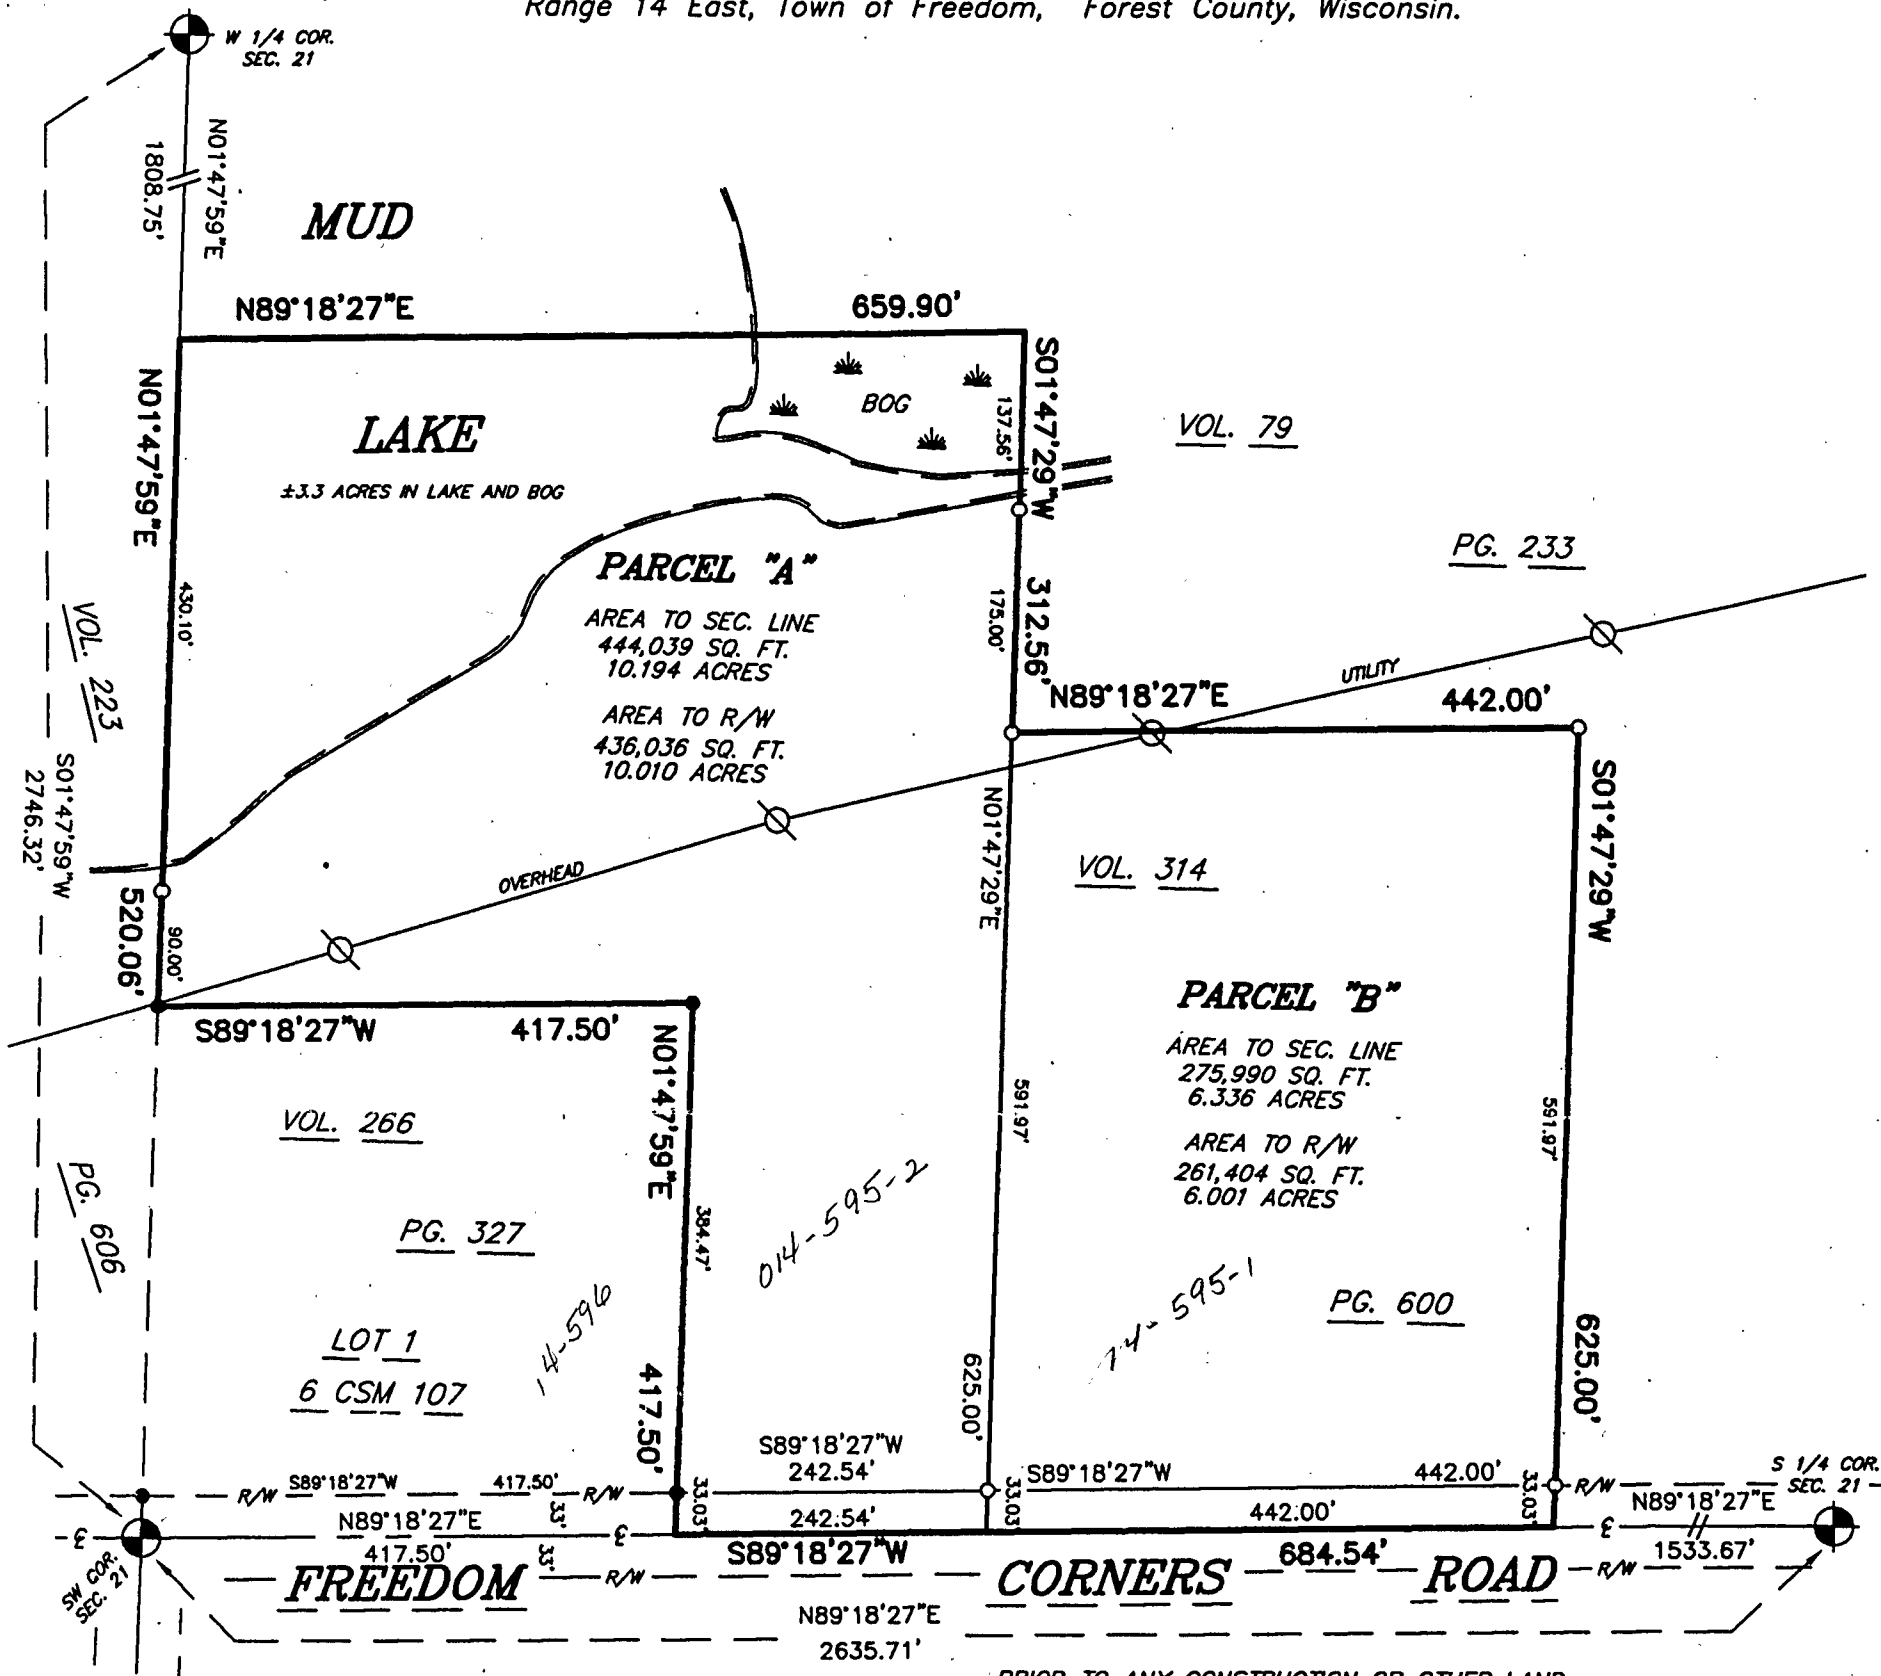 Range 14 East, Town of Freedom, Forest County, Wisconsin.
W 1/4 COR.
SEC. 21
N01°47'59"E
1808.75'
MUD
N89°18'27"E
659.90'
N01°47'59"E
LAKE
±3.3 ACRES IN LAKE AND BOG
BOG
S01°47'29"W
137.56'
VOL. 79
PG. 233
PARCEL "A"
AREA TO SEC. LINE
444,039 SQ. FT.
10.194 ACRES
AREA TO R/W
436,036 SQ. FT.
10.010 ACRES
430.10'
175.00'
312.56'
N89°18'27"E
442.00'
UTILITY
VOL. 223
S01°47'59"W
2746.32'
520.06'
90.00'
OVERHEAD
N01°47'29"E
VOL. 314
S01°47'29"W
S89°18'27"W
417.50'
N01°47'59"E
PARCEL "B"
AREA TO SEC. LINE
275,990 SQ. FT.
6.336 ACRES
AREA TO R/W
261,404 SQ. FT.
6.001 ACRES
591.97'
591.97'
VOL. 266
PG. 606
PG. 327
384.47'
014-595-2
14-595-1
14-596
PG. 600
LOT 1
6 CSM 107
417.50'
625.00'
625.00'
S89°18'27"W
242.54'
R/W
S89°18'27"W
417.50'
R/W
S89°18'27"W
442.00'
R/W
S 1/4 COR.
SEC. 21
33'
33.03'
33.03'
33.03'
N89°18'27"E
417.50'
242.54'
442.00'
N89°18'27"E
1533.67'
33'
S89°18'27"W
684.54'
SW COR.
SEC. 21
R/W
R/W
FREEDOM CORNERS ROAD
N89°18'27"E
2635.71'
PRIOR TO ANY CONSTRUCTION OR OTHER LAND